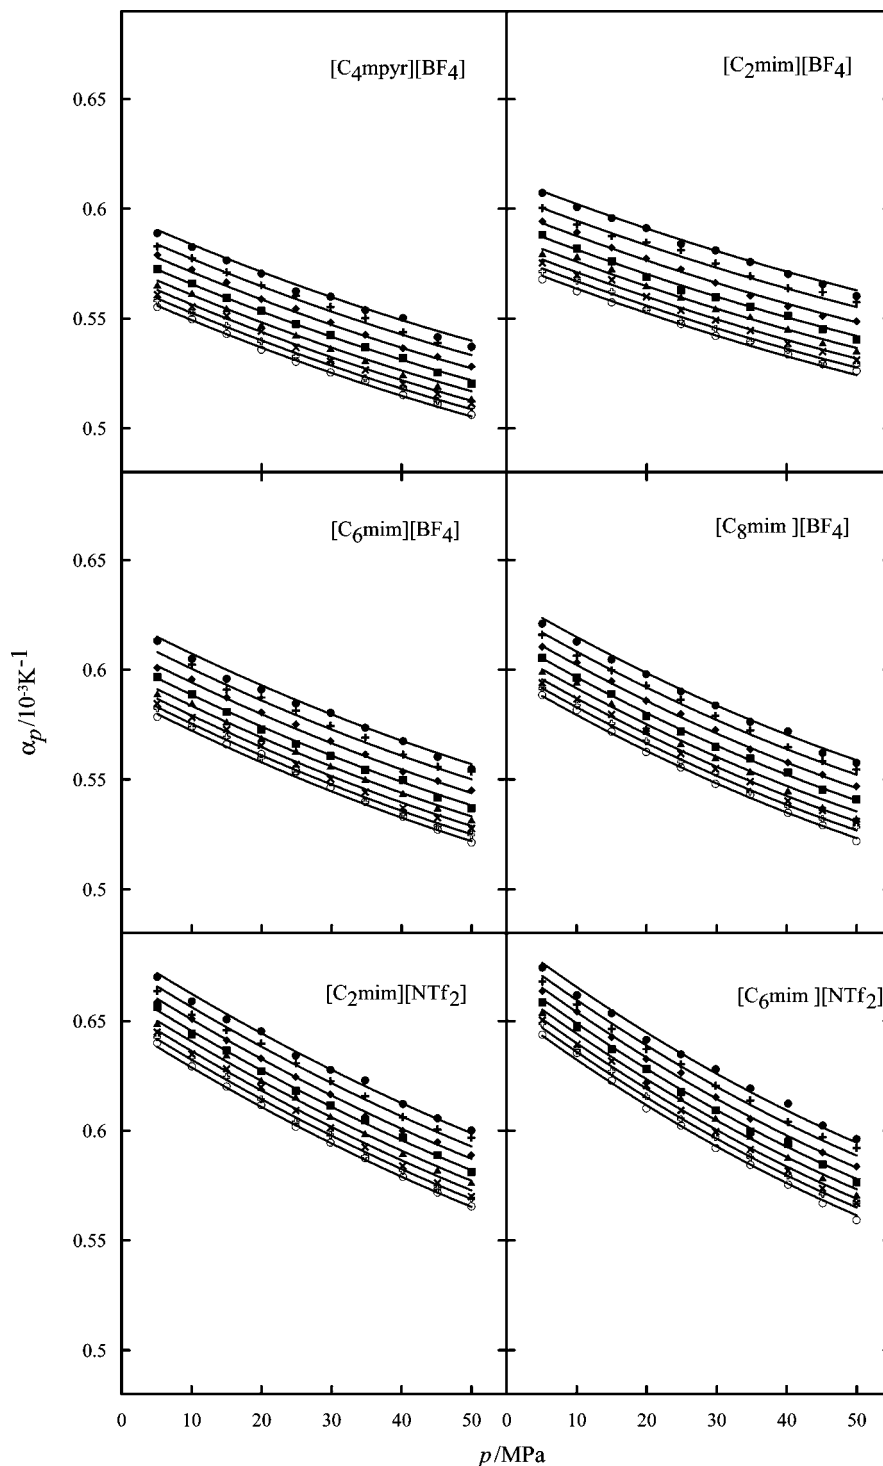 [C4mpyr][BF4]
[C2mim][BF4]
0.65
0.6
0.55
0.5
[C6mim][BF4]
[C8mim ][BF4]
0.65
0.6
0.55
0.5
αp/10-3K-1
[C2mim][NTf2]
[C6mim ][NTf2]
0.65
0.6
0.55
0.5
0 10 20 30 40 50 0 10 20 30 40 50
p/MPa